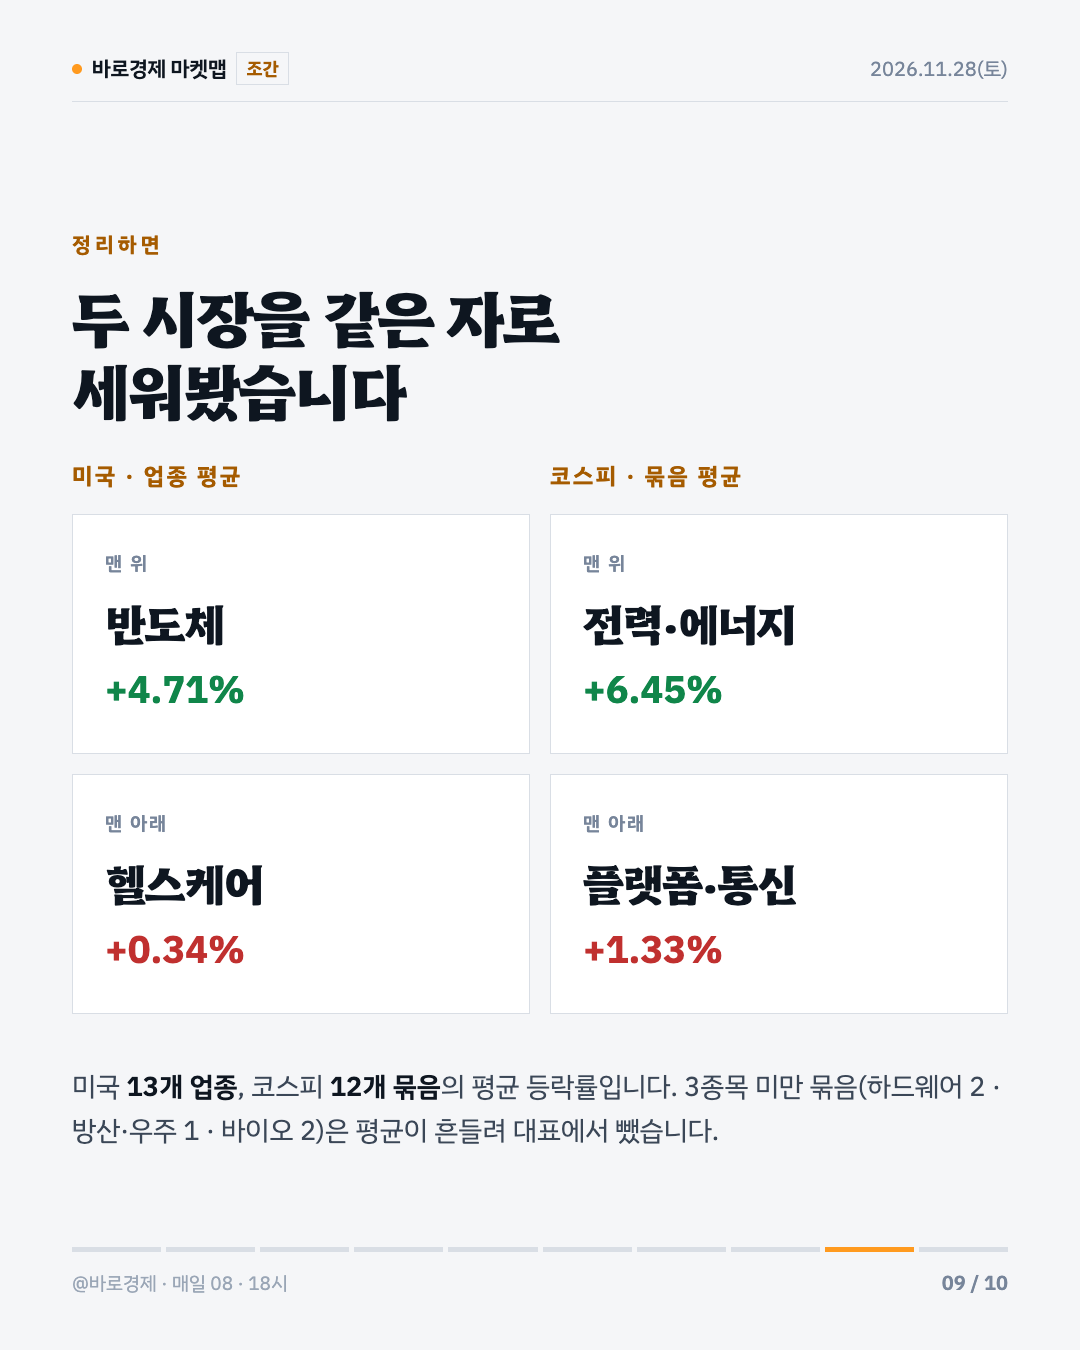 바로경제 마켓맵 조간
2026.11.28(토)
정리하면
두 시장을 같은 자로
세워봤습니다
미국 · 업종 평균
맨 위
반도체
+4.71%
맨 아래
헬스케어
+0.34%
코스피 · 묶음 평균
맨 위
전력·에너지
+6.45%
맨 아래
플랫폼·통신
+1.33%
미국 13개 업종, 코스피 12개 묶음의 평균 등락률입니다. 3종목 미만 묶음(하드웨어 2 ·
방산·우주 1 · 바이오 2)은 평균이 흔들려 대표에서 뺐습니다.
@바로경제 · 매일 08 · 18시
09 / 10